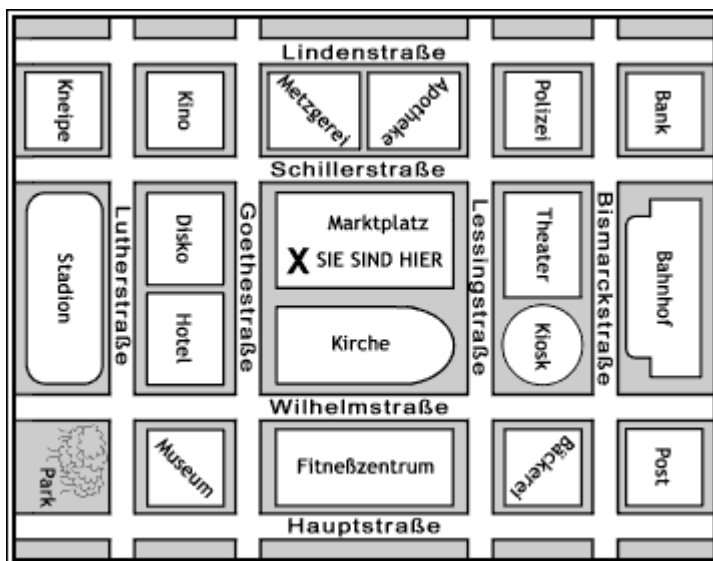 Lindenstraße
Kneipe
Kino
Metzgerei
Apotheke
Polizei
Bank
Schillerstraße
Stadion
Lutherstraße
Disko
Hotel
Goethestraße
Marktplatz
X SIE SIND HIER
Kirche
Lessingstraße
Theater
Kiosk
Bismarckstraße
Bahnhof
Wilhelmstraße
Park
Museum
Fitneßzentrum
Bäckerei
Post
Hauptstraße